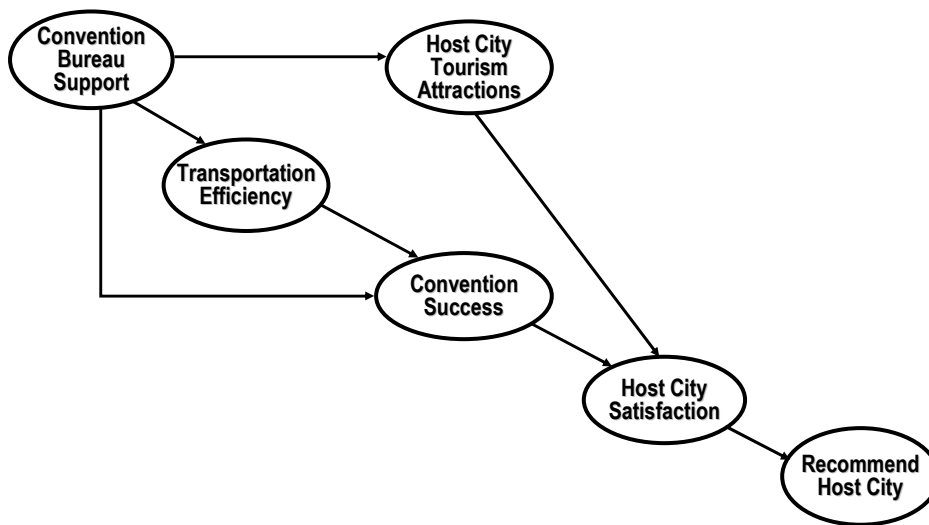 Convention
Bureau
Support
Host City
Tourism
Attractions
Transportation
Efficiency
Convention
Success
Host City
Satisfaction
Recommend
Host City